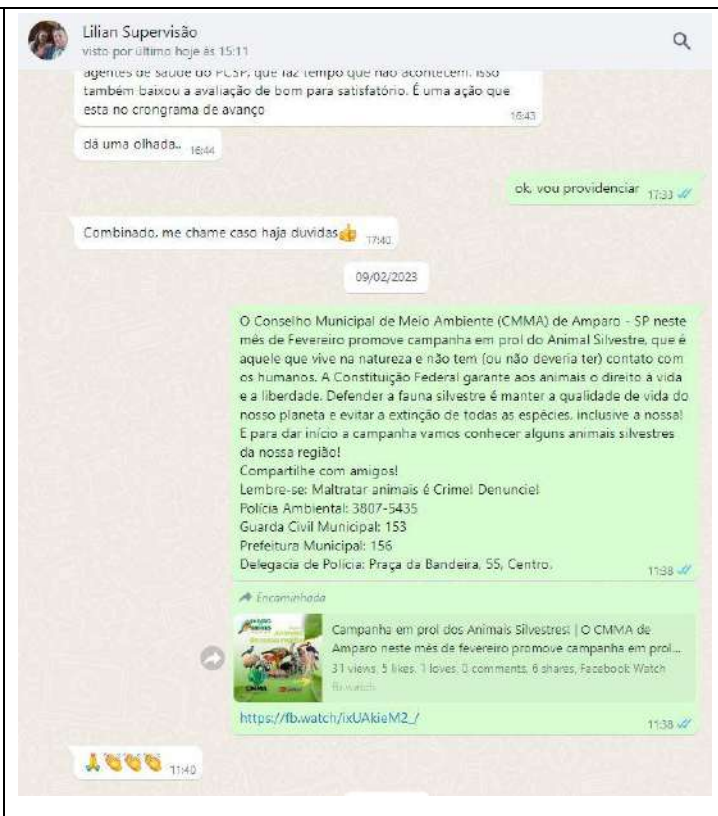 Lilian Supervisão
visto por último hoje às 15:11
agentes de saude do PCSP, que faz tempo que não acontecem. Isso
também baixou a avaliação de bom para satisfatório. É uma ação que
esta no crongrama de avanço
16:43
dá uma olhada.. 16:44
ok, vou providenciar 17:33
Combinado, me chame caso haja duvidas👍 17:40
09/02/2023
O Conselho Municipal de Meio Ambiente (CMMA) de Amparo - SP neste
mês de Fevereiro promove campanha em prol do Animal Silvestre, que é
aquele que vive na natureza e não tem (ou não deveria ter) contato com
os humanos. A Constituição Federal garante aos animais o direito à vida
e a liberdade. Defender a fauna silvestre é manter a qualidade de vida do
nosso planeta e evitar a extinção de todas as espécies, inclusive a nossa!
E para dar início a campanha vamos conhecer alguns animais silvestres
da nossa região!
Compartilhe com amigos!
Lembre-se: Maltratar animais é Crime! Denuncie!
Polícia Ambiental: 3807-5435
Guarda Civil Municipal: 153
Prefeitura Municipal: 156
Delegacia de Polícia: Praça da Bandeira, 55, Centro.
11:38
Encaminhada
Campanha em prol dos Animais Silvestres! | O CMMA de
Amparo neste mês de fevereiro promove campanha em prol...
31 views, 5 likes, 1 loves, 0 comments, 6 shares, Facebook Watch
fb.watch
https://fb.watch/ixUAkieM2_/
11:38
🙏👏👏👏 11:40